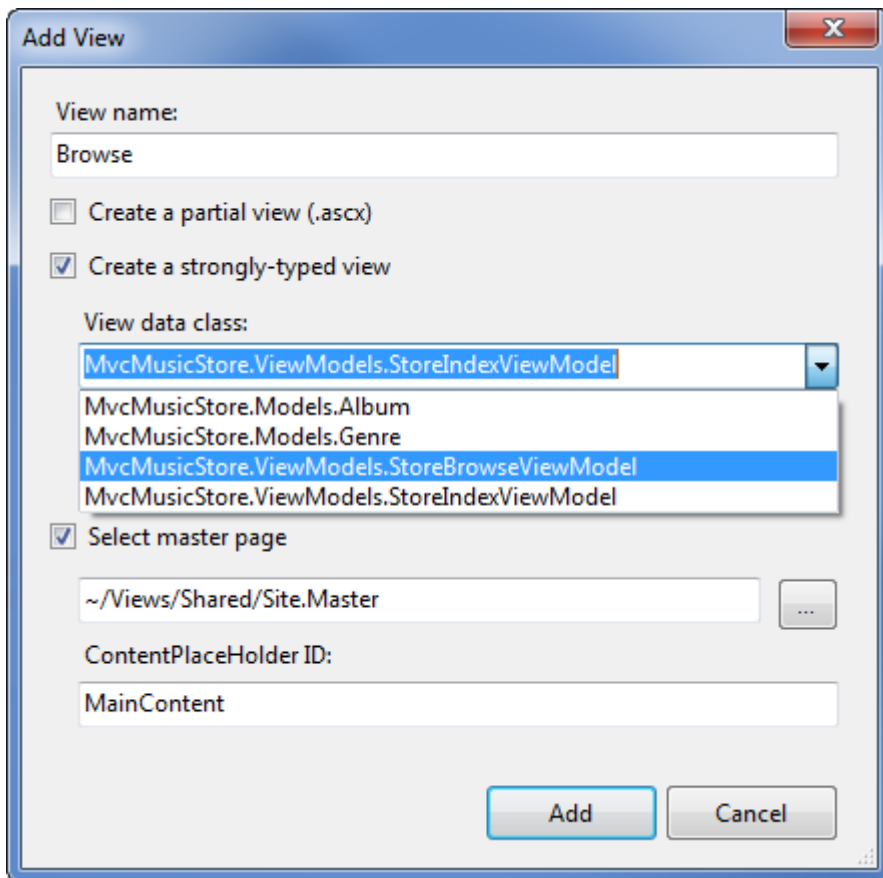 Add View
View name:
Browse
Create a partial view (.ascx)
Create a strongly-typed view
View data class:
MvcMusicStore.ViewModels.StoreIndexViewModel
MvcMusicStore.Models.Album
MvcMusicStore.Models.Genre
MvcMusicStore.ViewModels.StoreBrowseViewModel
MvcMusicStore.ViewModels.StoreIndexViewModel
Select master page
~/Views/Shared/Site.Master
...
ContentPlaceHolder ID:
MainContent
Add Cancel